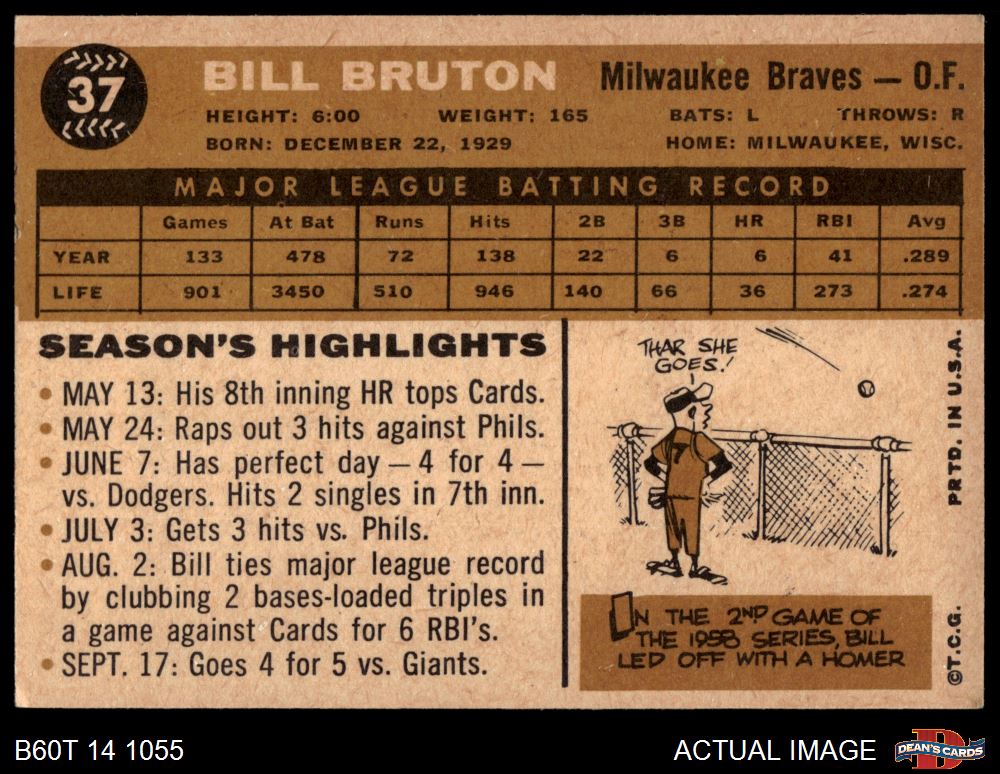 37
BILL BRUTON
Milwaukee Braves — O.F.
HEIGHT: 6:00 WEIGHT: 165 BATS: L THROWS: R
BORN: DECEMBER 22, 1929 HOME: MILWAUKEE, WISC.
MAJOR LEAGUE BATTING RECORD
Games At Bat Runs Hits 2B 3B HR RBI Avg
YEAR 133 478 72 138 22 6 6 41 .289
LIFE 901 3450 510 946 140 66 36 273 .274
SEASON'S HIGHLIGHTS
• MAY 13: His 8th inning HR tops Cards.
• MAY 24: Raps out 3 hits against Phils.
• JUNE 7: Has perfect day — 4 for 4 —
vs. Dodgers. Hits 2 singles in 7th inn.
• JULY 3: Gets 3 hits vs. Phils.
• AUG. 2: Bill ties major league record
by clubbing 2 bases-loaded triples in
a game against Cards for 6 RBI's.
• SEPT. 17: Goes 4 for 5 vs. Giants.
THAR SHE
GOES!
7
IN THE 2ND GAME OF
THE 1958 SERIES, BILL
LED OFF WITH A HOMER
©T.C.G. PRTD. IN U.S.A.
B60T 14 1055
ACTUAL IMAGE
D
DEAN'S CARDS